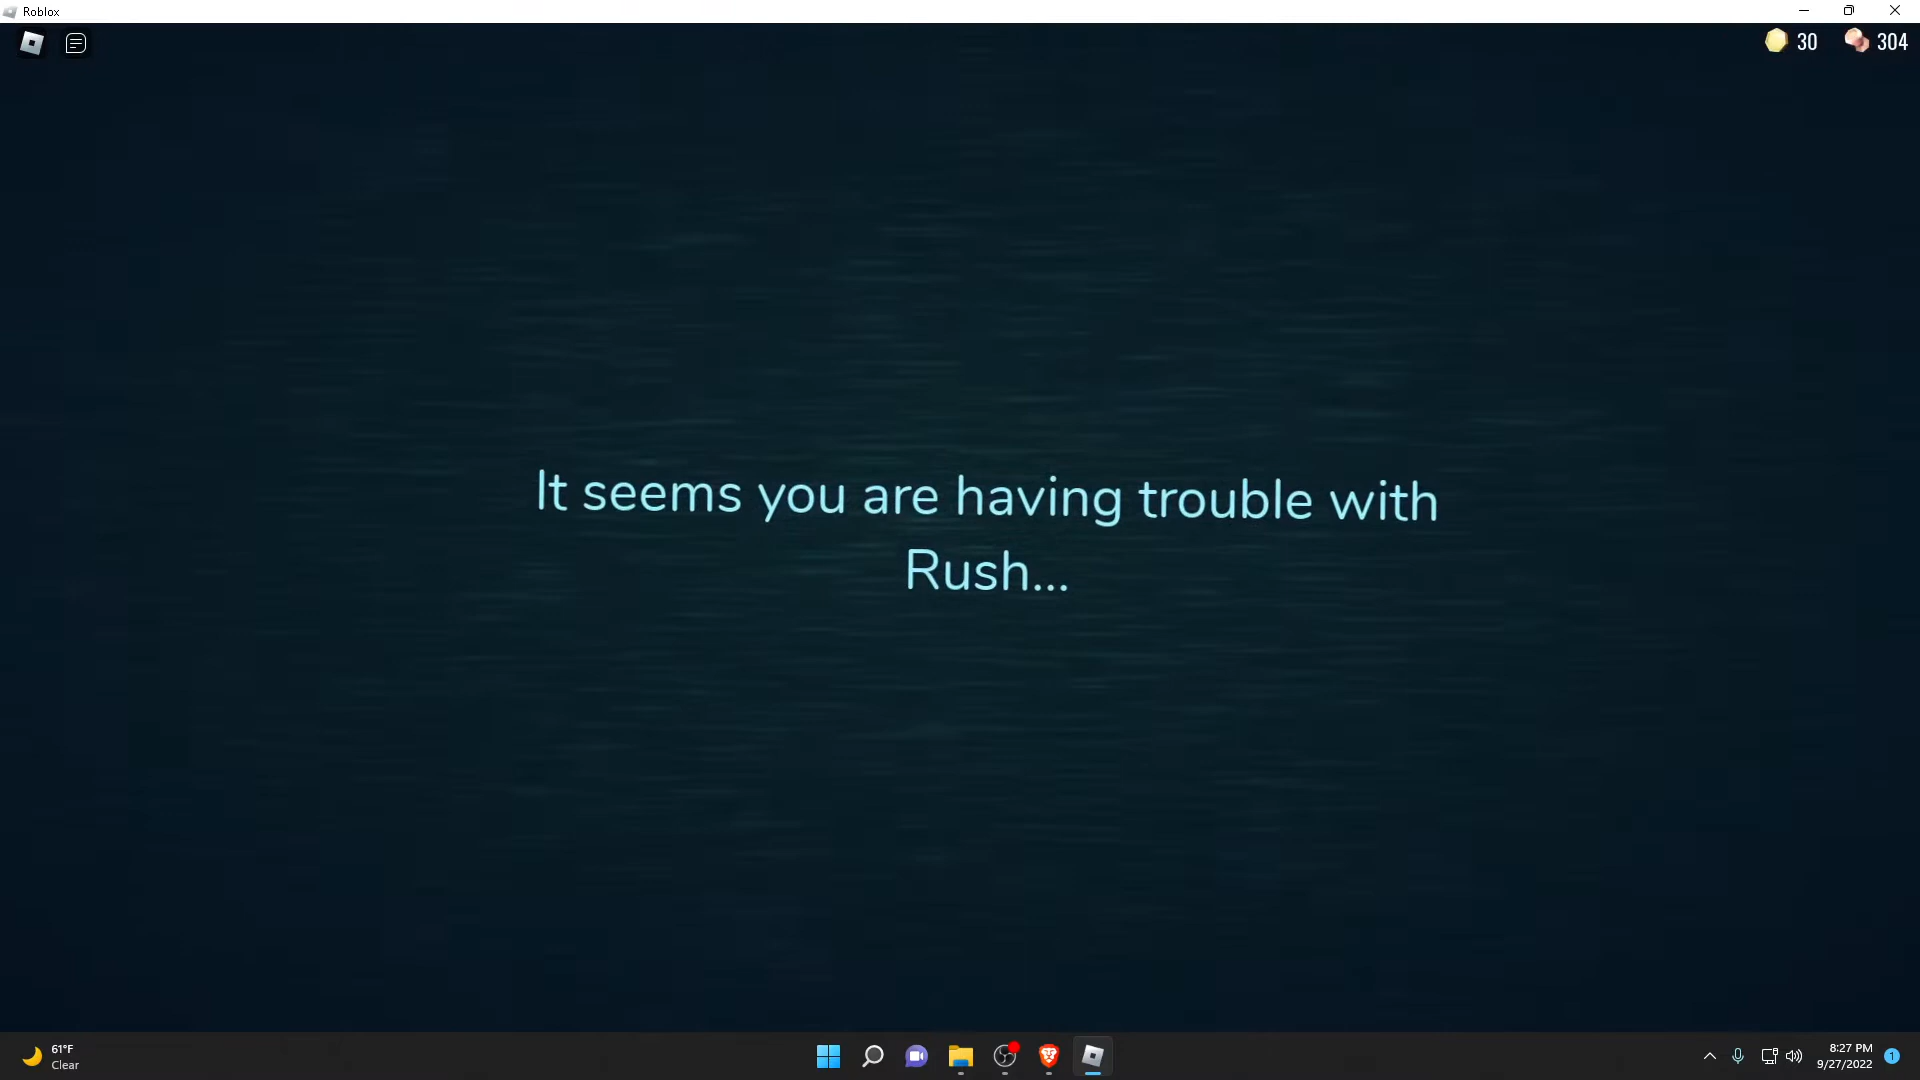 Roblox
30 304
It seems you are having trouble with
Rush...
61°F
Clear
8:27 PM
9/27/2022
1